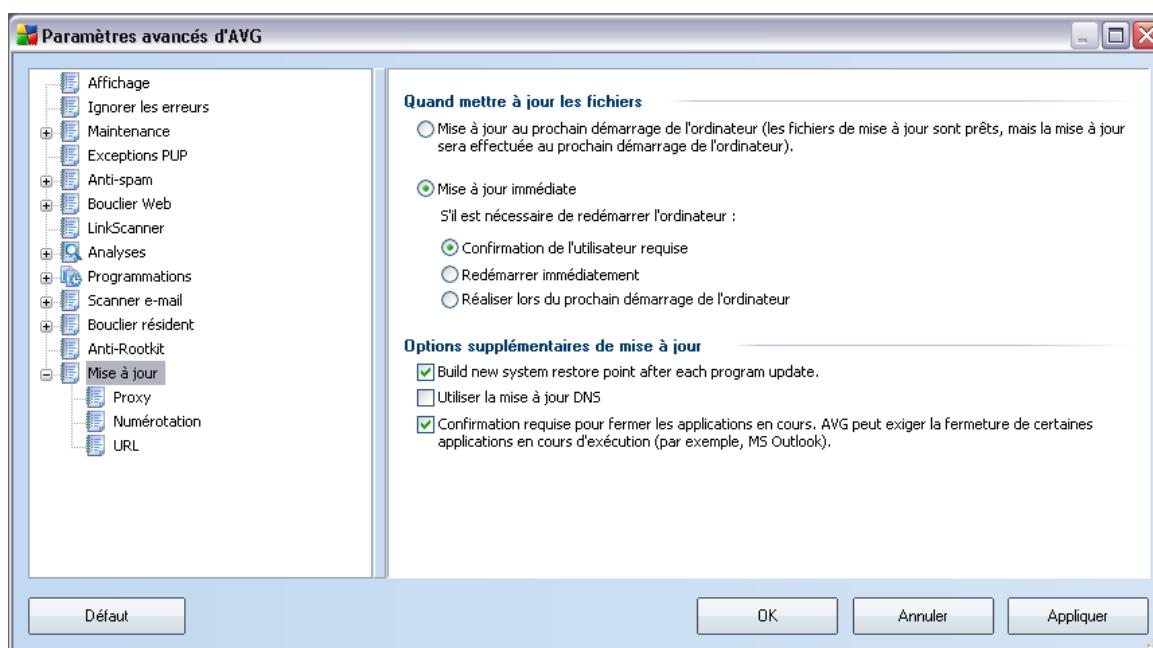 Paramètres avancés d'AVG
Affichage
Ignorer les erreurs
Maintenance
Exceptions PUP
Anti-spam
Bouclier Web
LinkScanner
Analyses
Programmations
Scanner e-mail
Bouclier résident
Anti-Rootkit
Mise à jour
Proxy
Numérotation
URL
Quand mettre à jour les fichiers
Mise à jour au prochain démarrage de l'ordinateur (les fichiers de mise à jour sont prêts, mais la mise à jour
sera effectuée au prochain démarrage de l'ordinateur).
Mise à jour immédiate
S'il est nécessaire de redémarrer l'ordinateur :
Confirmation de l'utilisateur requise
Redémarrer immédiatement
Réaliser lors du prochain démarrage de l'ordinateur
Options supplémentaires de mise à jour
Build new system restore point after each program update.
Utiliser la mise à jour DNS
Confirmation requise pour fermer les applications en cours. AVG peut exiger la fermeture de certaines
applications en cours d'exécution (par exemple, MS Outlook).
Défaut
OK
Annuler
Appliquer